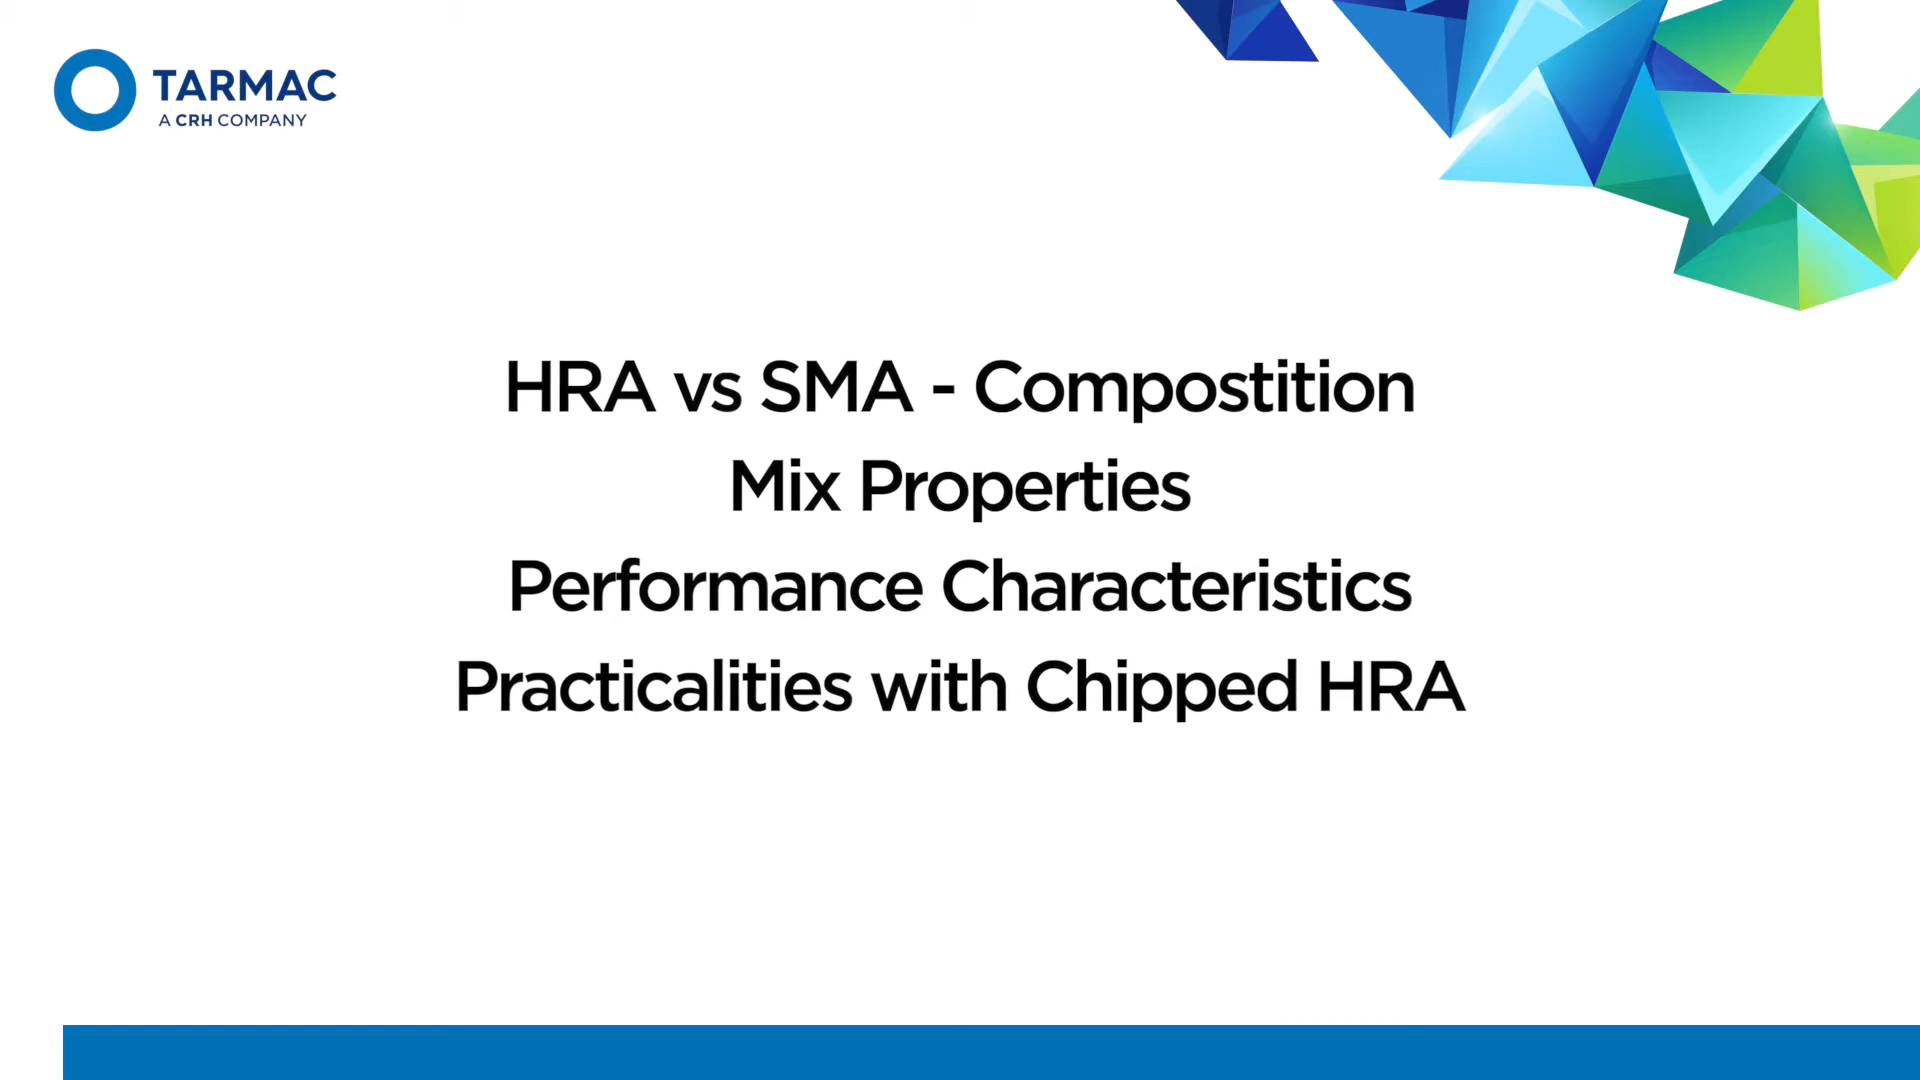 TARMAC
A CRH COMPANY
HRA vs SMA - Compostition
Mix Properties
Performance Characteristics
Practicalities with Chipped HRA